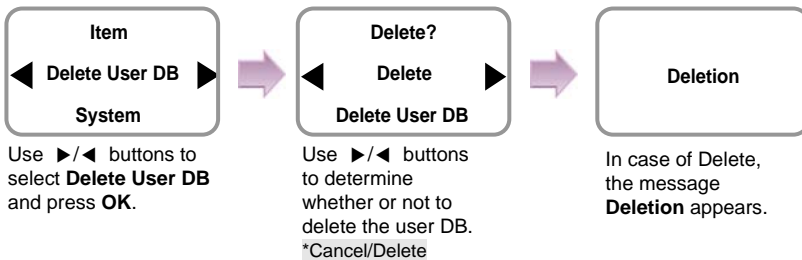 Item
◀ Delete User DB ▶
System
Use ▶/◀ buttons to
select Delete User DB
and press OK.
Delete?
◀ Delete ▶
Delete User DB
Use ▶/◀ buttons
to determine
whether or not to
delete the user DB.
*Cancel/Delete
Deletion
In case of Delete,
the message
Deletion appears.